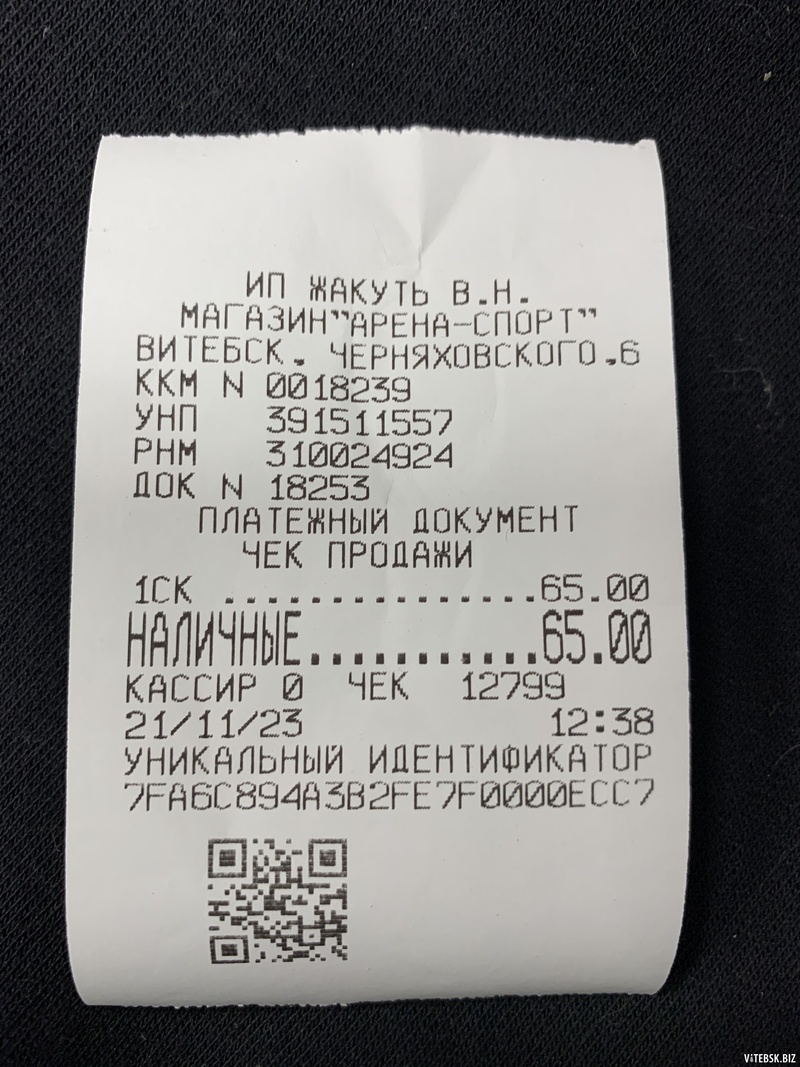 ИП ЖАКУТЬ В.Н.
МАГАЗИН"АРЕНА-СПОРТ"
ВИТЕБСК. ЧЕРНЯХОВСКОГО.6
ККМ N 0018239
УНП 391511557
РНМ 310024924
ДОК N 18253
ПЛАТЕЖНЫЙ ДОКУМЕНТ
ЧЕК ПРОДАЖИ
1СК ...............65.00
НАЛИЧНЫЕ...........65.00
КАССИР 0 ЧЕК 12799
21/11/23 12:38
УНИКАЛЬНЫЙ ИДЕНТИФИКАТОР
7FA6C894A3B2FE7F0000ECC7
ViTEBSK.BIZ